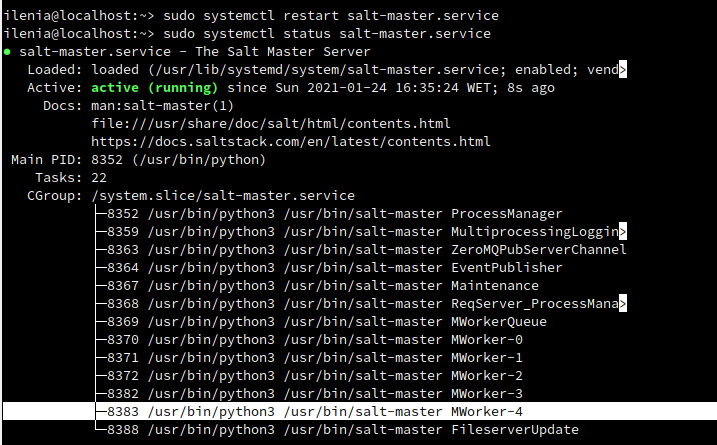 ilenia@localhost:~> sudo systemctl restart salt-master.service
ilenia@localhost:~> sudo systemctl status salt-master.service
● salt-master.service - The Salt Master Server
   Loaded: loaded (/usr/lib/systemd/system/salt-master.service; enabled; vend>
   Active: active (running) since Sun 2021-01-24 16:35:24 WET; 8s ago
     Docs: man:salt-master(1)
           file:///usr/share/doc/salt/html/contents.html
           https://docs.saltstack.com/en/latest/contents.html
 Main PID: 8352 (/usr/bin/python)
    Tasks: 22
   CGroup: /system.slice/salt-master.service
           ├─8352 /usr/bin/python3 /usr/bin/salt-master ProcessManager
           ├─8359 /usr/bin/python3 /usr/bin/salt-master MultiprocessingLoggin>
           ├─8363 /usr/bin/python3 /usr/bin/salt-master ZeroMQPubServerChannel
           ├─8364 /usr/bin/python3 /usr/bin/salt-master EventPublisher
           ├─8367 /usr/bin/python3 /usr/bin/salt-master Maintenance
           ├─8368 /usr/bin/python3 /usr/bin/salt-master ReqServer_ProcessMana>
           ├─8369 /usr/bin/python3 /usr/bin/salt-master MWorkerQueue
           ├─8370 /usr/bin/python3 /usr/bin/salt-master MWorker-0
           ├─8371 /usr/bin/python3 /usr/bin/salt-master MWorker-1
           ├─8372 /usr/bin/python3 /usr/bin/salt-master MWorker-2
           ├─8382 /usr/bin/python3 /usr/bin/salt-master MWorker-3
           ├─8383 /usr/bin/python3 /usr/bin/salt-master MWorker-4
           └─8388 /usr/bin/python3 /usr/bin/salt-master FileserverUpdate